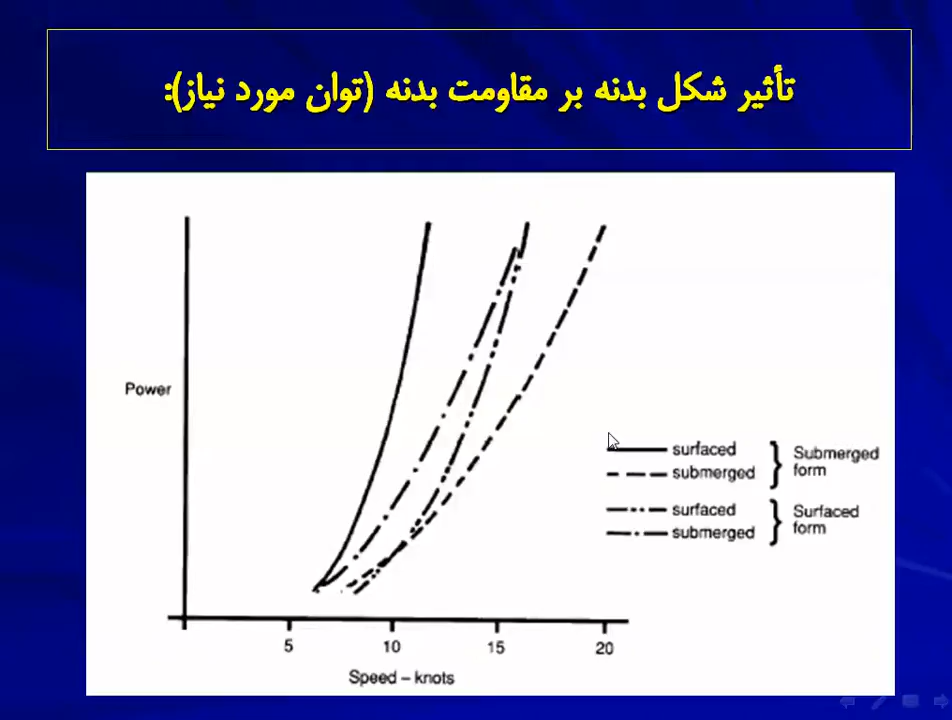 تأثیر شکل بدنه بر مقاومت بدنه (توان مورد نیاز):
Power
surfaced
submerged
Submerged
form
surfaced
submerged
Surfaced
form
5 10 15 20
Speed – knots